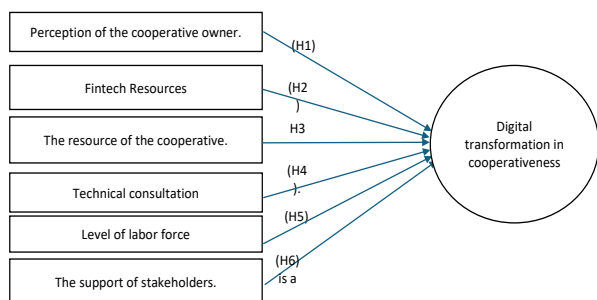 Perception of the cooperative owner.
(H1)
Fintech Resources
(H2
)
The resource of the cooperative.
H3
Technical consultation
(H4
).
Level of labor force
(H5)
The support of stakeholders.
(H6)
is a
Digital
transformation in
cooperativeness